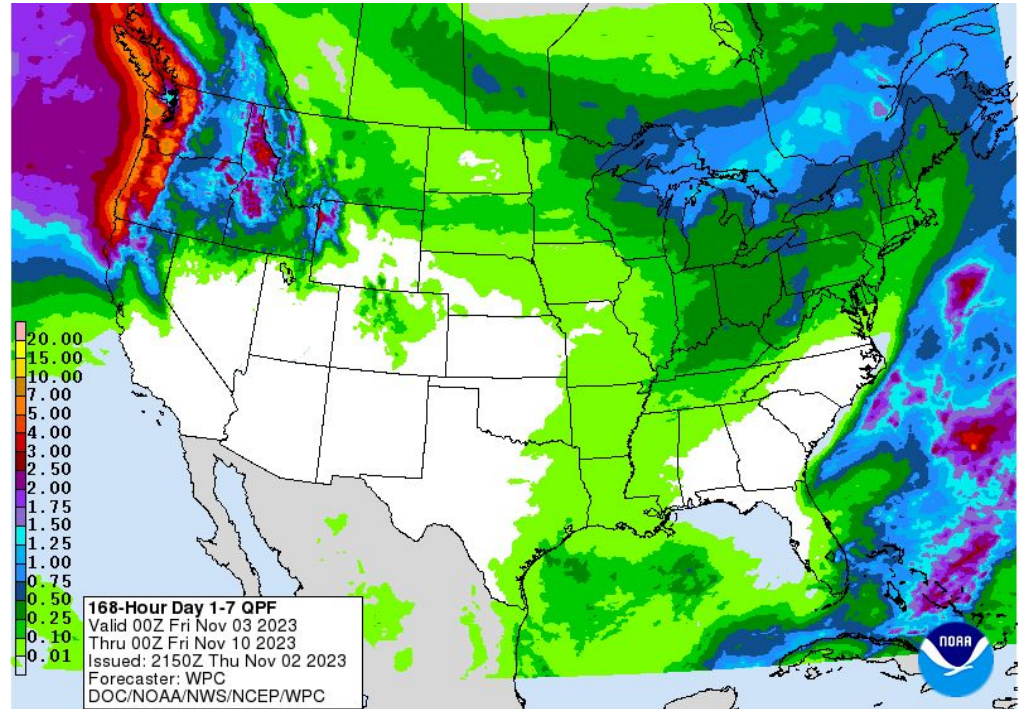 20.00
15.00
10.00
7.00
5.00
4.00
3.00
2.50
2.00
1.75
1.50
1.25
1.00
0.75
0.50
0.25
0.10
0.01
168-Hour Day 1-7 QPF
Valid 00Z Fri Nov 03 2023
Thru 00Z Fri Nov 10 2023
Issued: 2150Z Thu Nov 02 2023
Forecaster: WPC
DOC/NOAA/NWS/NCEP/WPC
NOAA